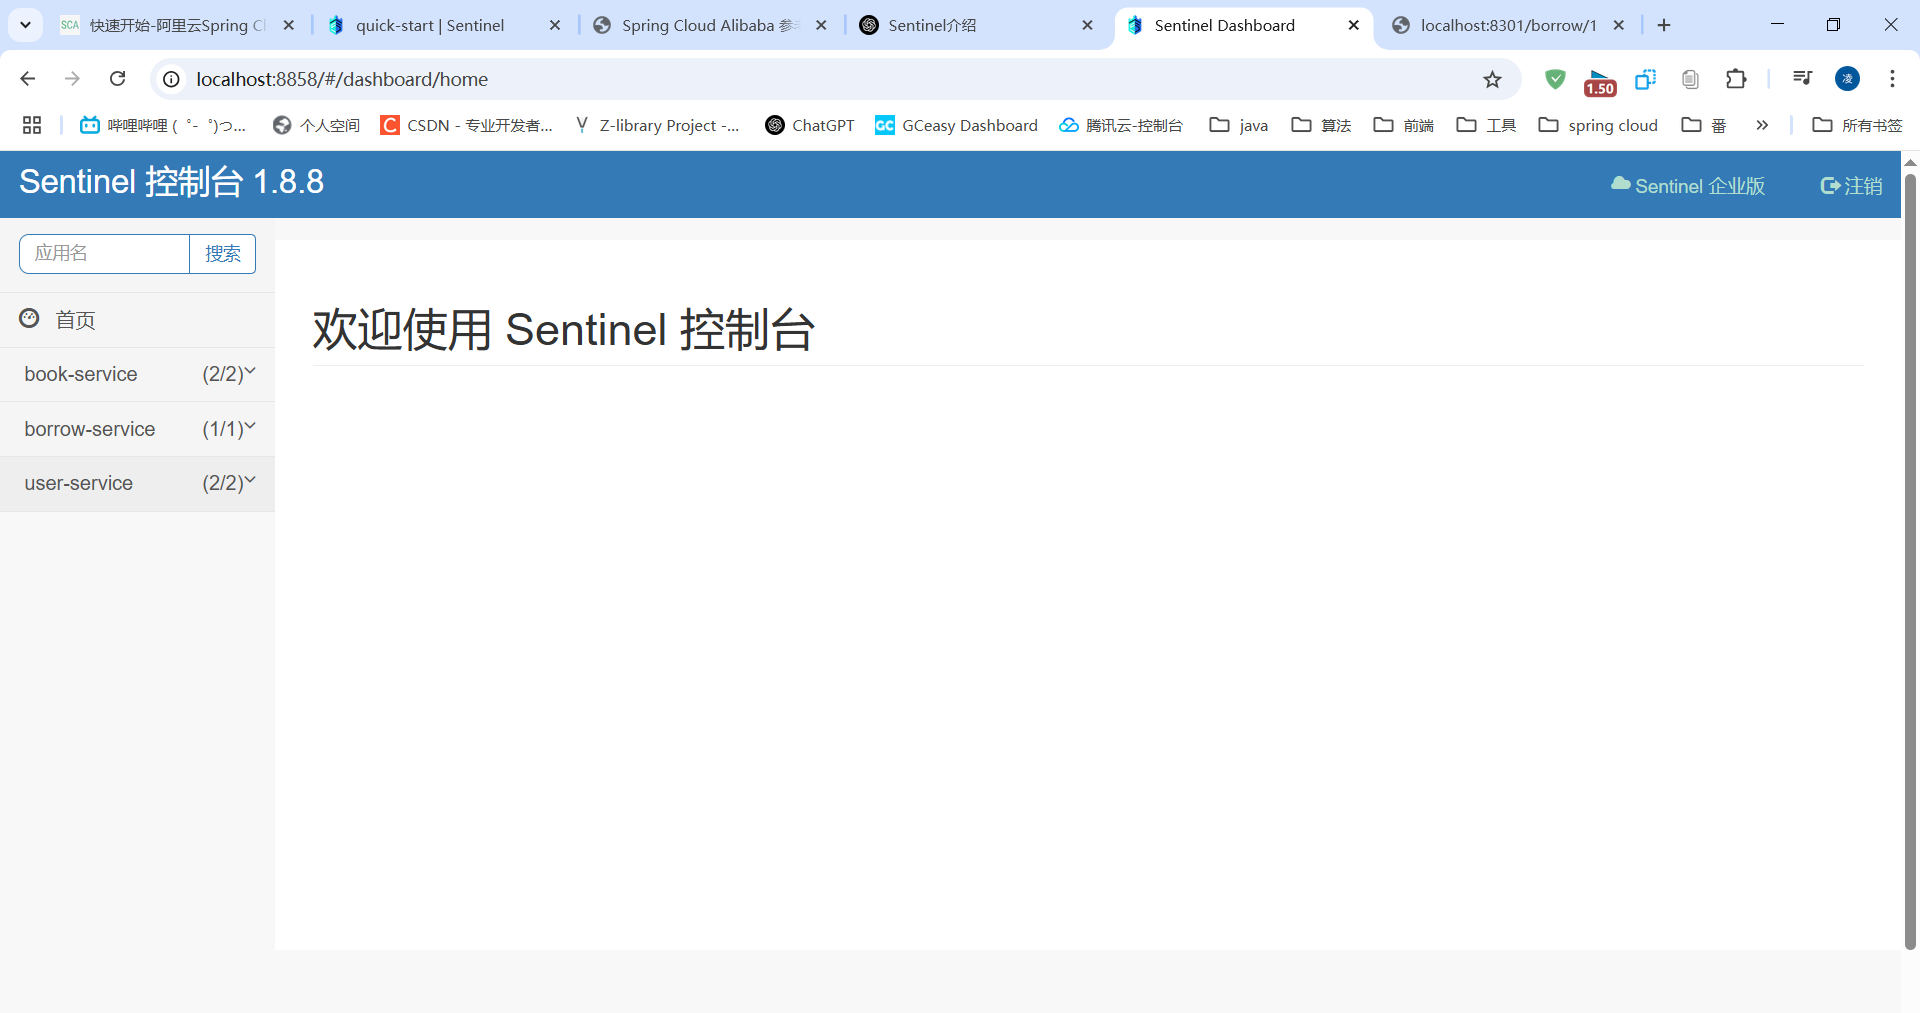 快速开始-阿里云Spring Cl
quick-start | Sentinel
Spring Cloud Alibaba 参考
Sentinel介绍
Sentinel Dashboard
localhost:8301/borrow/1
localhost:8858/#/dashboard/home
1.50
凌
哔哩哔哩 ( ゜- ゜)つ...
个人空间
CSDN - 专业开发者...
Z-library Project -...
ChatGPT
GCeasy Dashboard
腾讯云-控制台
java
算法
前端
工具
spring cloud
番
所有书签
Sentinel 控制台 1.8.8
Sentinel 企业版
注销
应用名
搜索
首页
欢迎使用 Sentinel 控制台
book-service (2/2)
borrow-service (1/1)
user-service (2/2)